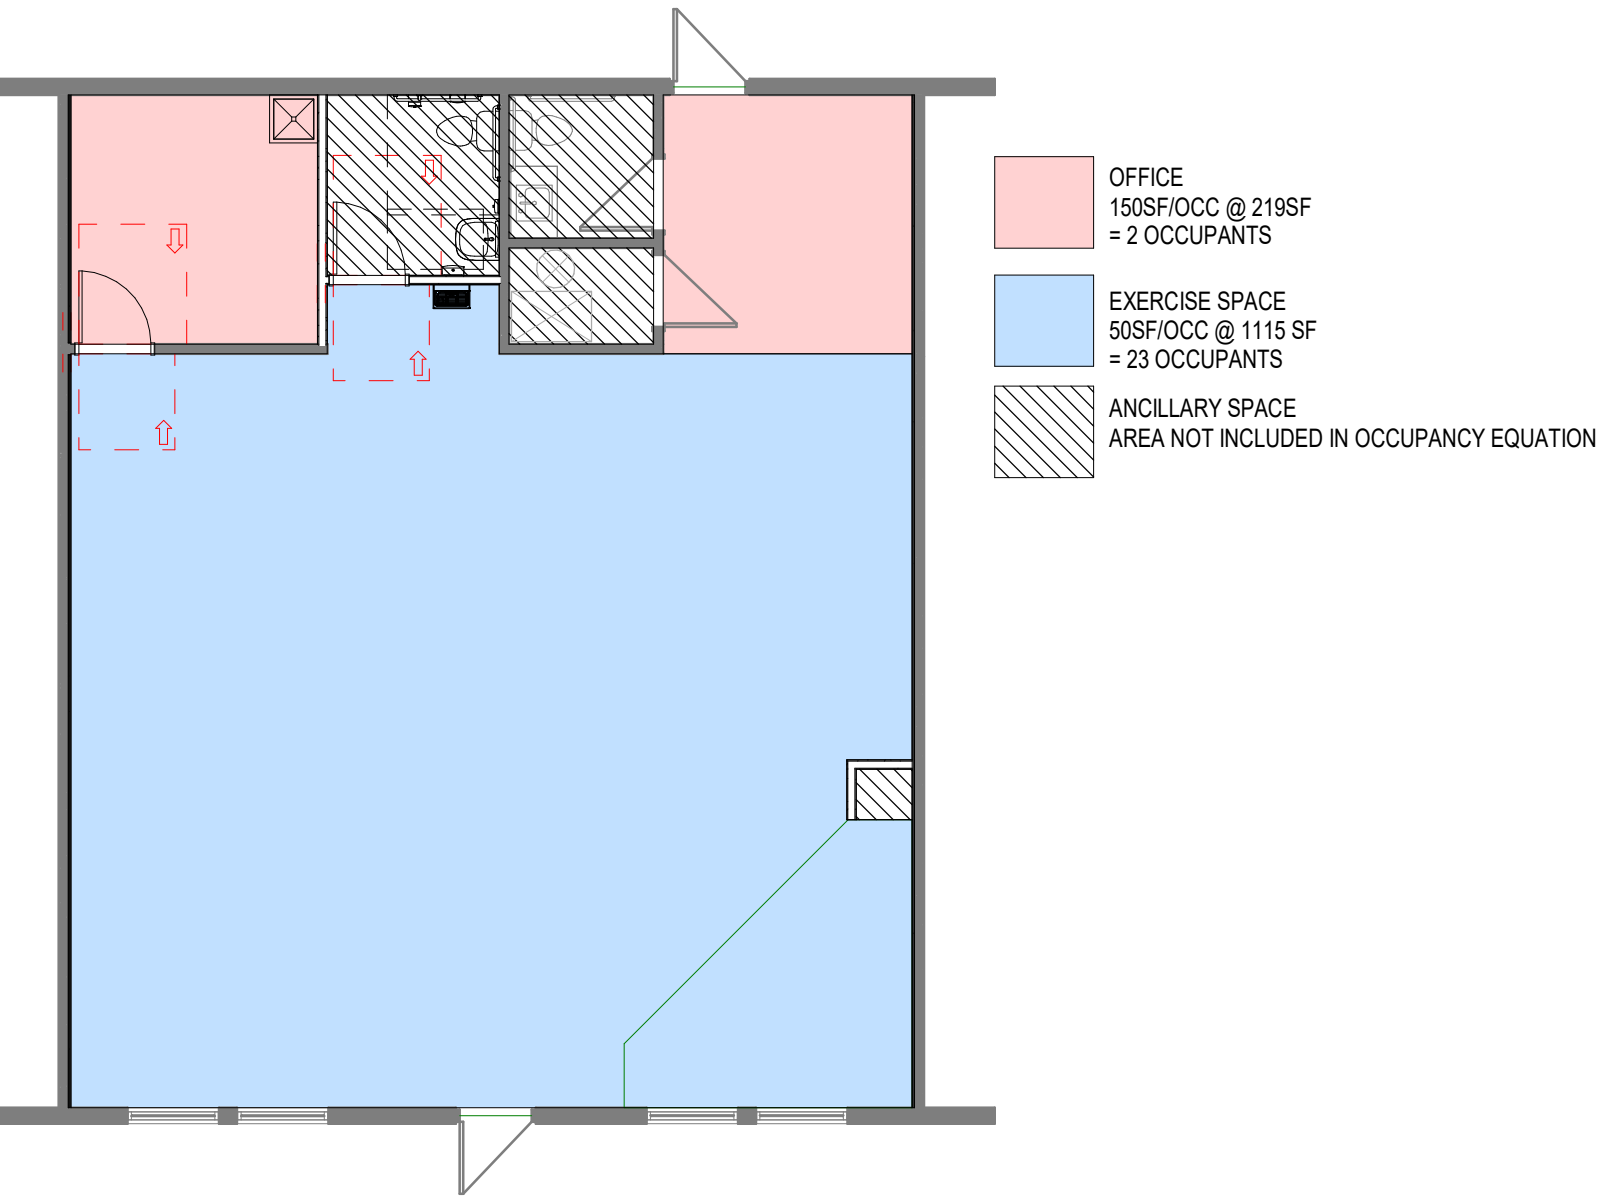 OFFICE
150SF/OCC @ 219SF
= 2 OCCUPANTS
EXERCISE SPACE
50SF/OCC @ 1115 SF
= 23 OCCUPANTS
ANCILLARY SPACE
AREA NOT INCLUDED IN OCCUPANCY EQUATION